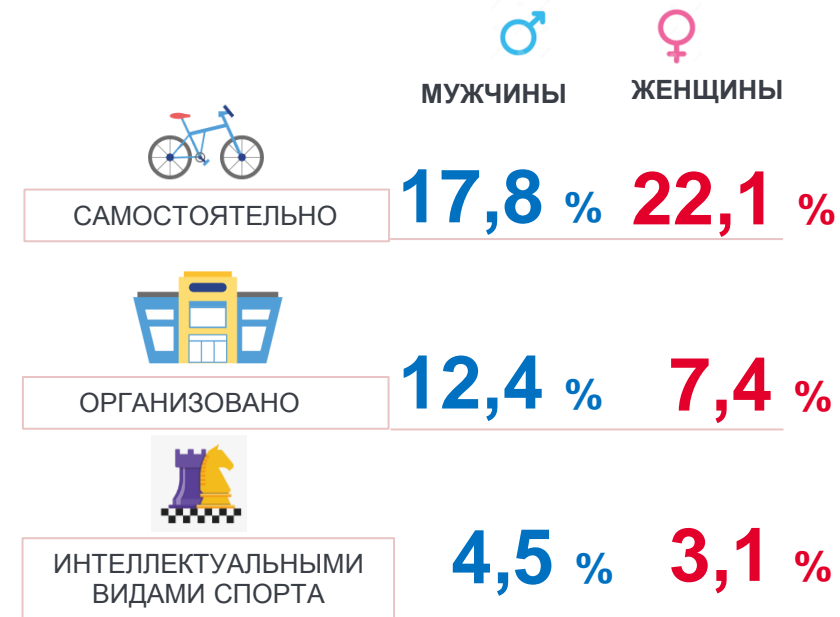 МУЖЧИНЫ ЖЕНЩИНЫ
САМОСТОЯТЕЛЬНО 17,8 % 22,1 %
ОРГАНИЗОВАНО 12,4 % 7,4 %
ИНТЕЛЛЕКТУАЛЬНЫМИ
ВИДАМИ СПОРТА 4,5 % 3,1 %